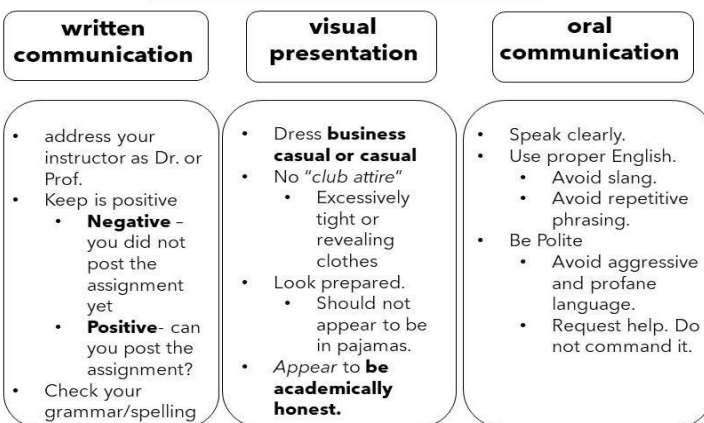 written
communication
visual
presentation
oral
communication
• address your
instructor as Dr. or
Prof.
• Keep is positive
• Negative –
you did not
post the
assignment
yet
• Positive- can
you post the
assignment?
• Check your
grammar/spelling
• Dress business
casual or casual
• No “club attire”
• Excessively
tight or
revealing
clothes
• Look prepared.
• Should not
appear to be
in pajamas.
• Appear to be
academically
honest.
• Speak clearly.
• Use proper English.
• Avoid slang.
• Avoid repetitive
phrasing.
• Be Polite
• Avoid aggressive
and profane
language.
• Request help. Do
not command it.